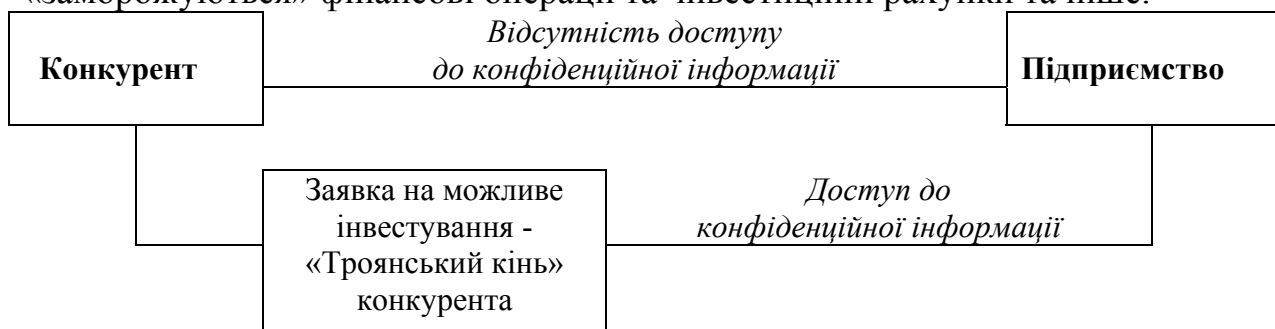 «заморожуються» фінансові операції та інвестиційні рахунки та інше.
Відсутність доступу
до конфіденційної інформації
Конкурент
Підприємство
Заявка на можливе
інвестування -
«Троянський кінь»
конкурента
Доступ до
конфіденційної інформації